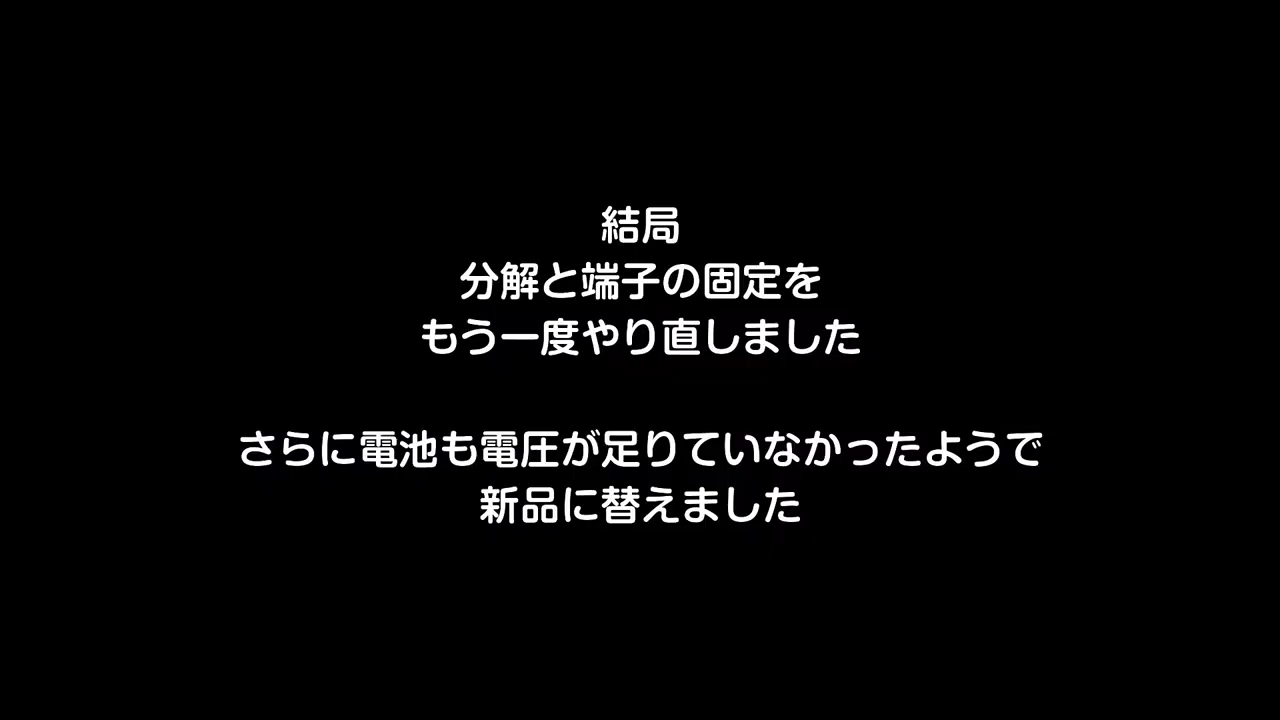 結局
分解と端子の固定を
もう一度やり直しました
さらに電池も電圧が足りていなかったようで
新品に替えました